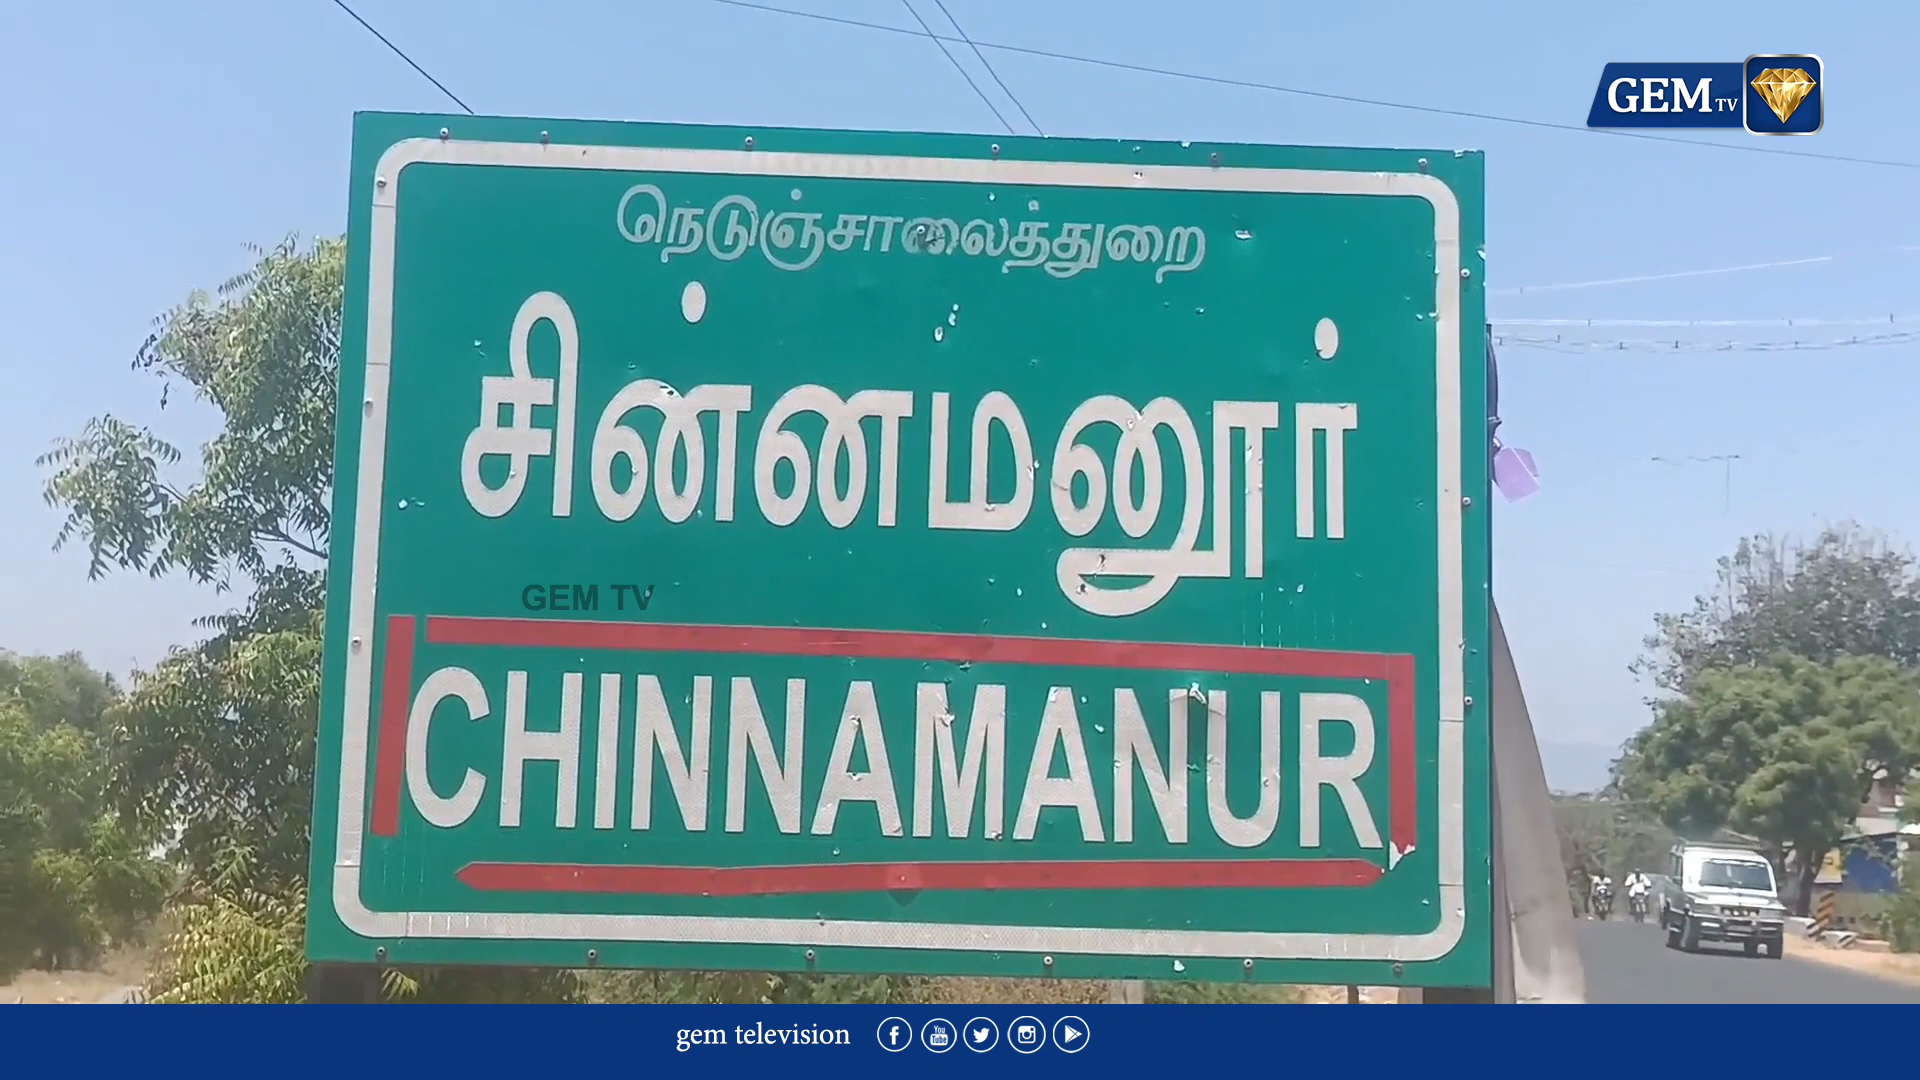 GEM TV
நெடுஞ்சாலைத்துறை
சின்னமனூர்
GEM TV
CHINNAMANUR
gem television